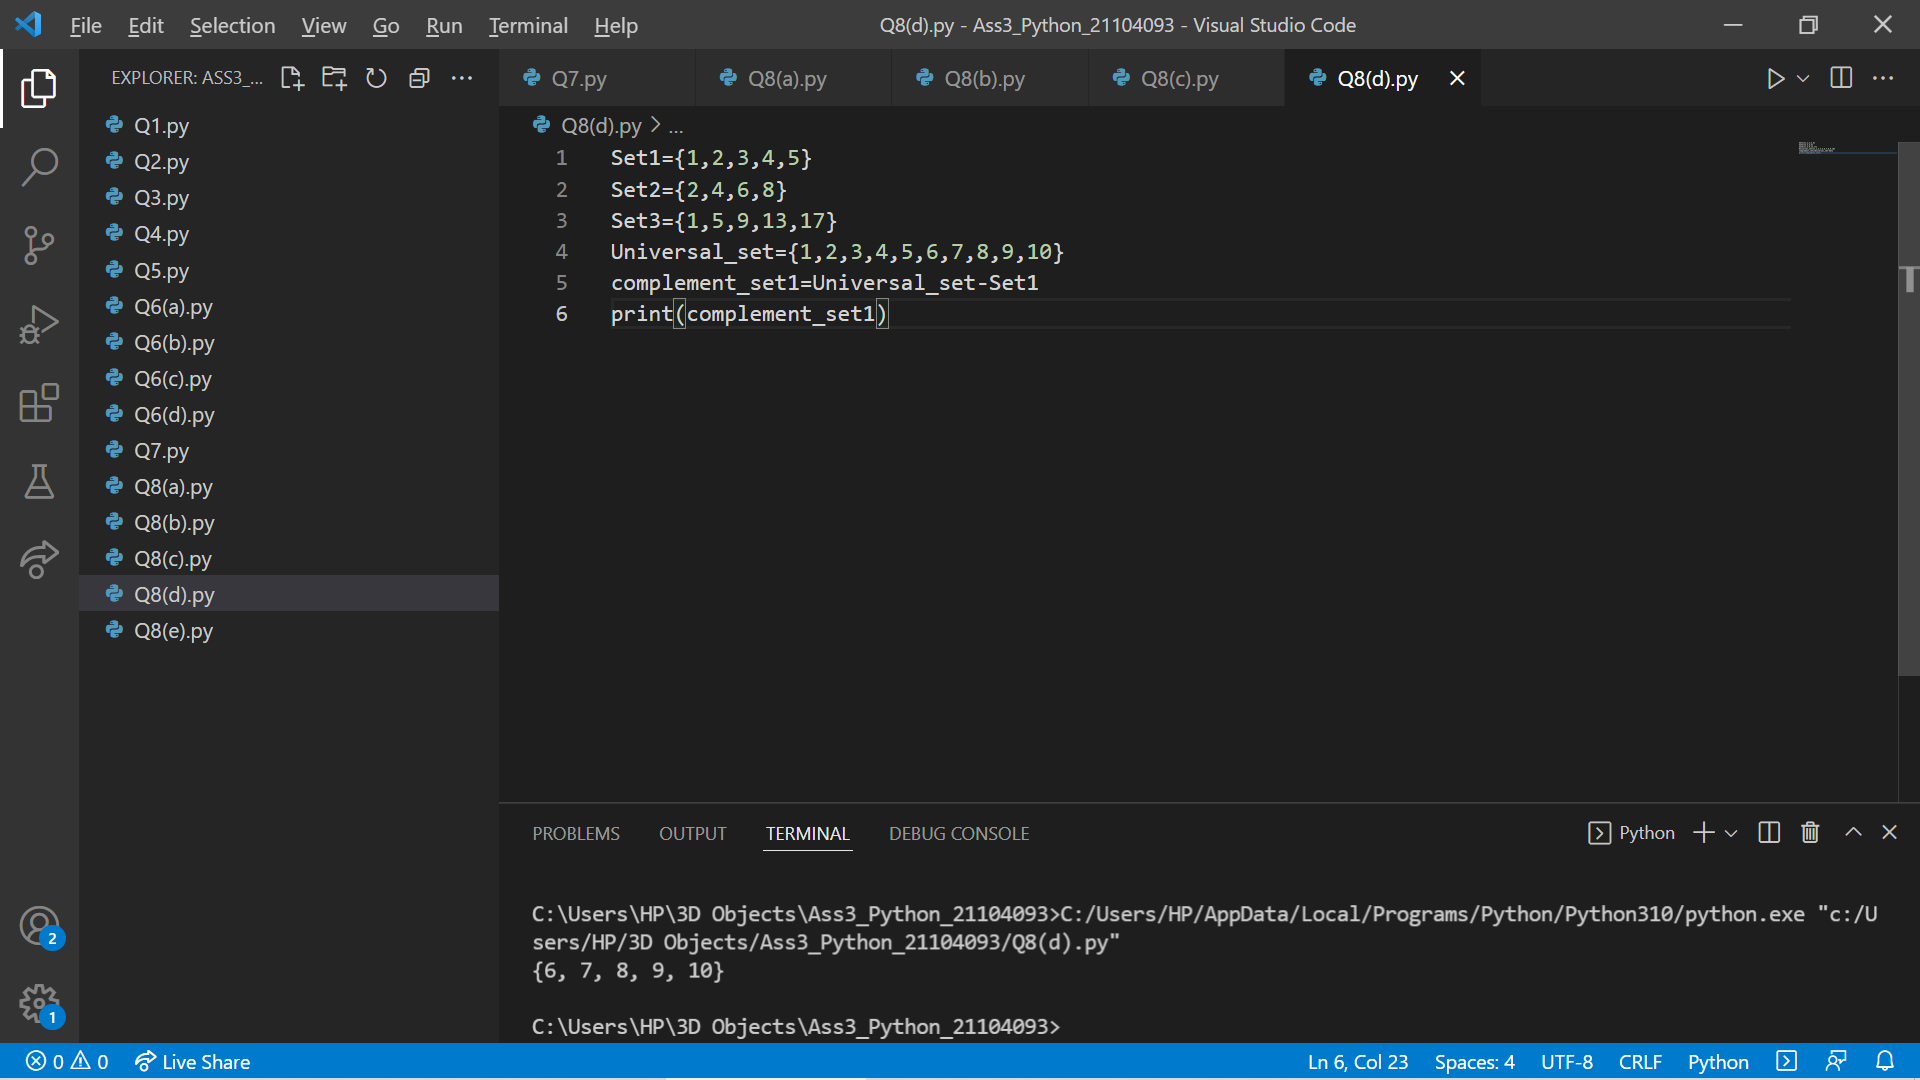 File Edit Selection View Go Run Terminal Help
Q8(d).py - Ass3_Python_21104093 - Visual Studio Code
EXPLORER: ASS3_...
Q1.py
Q2.py
Q3.py
Q4.py
Q5.py
Q6(a).py
Q6(b).py
Q6(c).py
Q6(d).py
Q7.py
Q8(a).py
Q8(b).py
Q8(c).py
Q8(d).py
Q8(e).py
Q7.py Q8(a).py Q8(b).py Q8(c).py Q8(d).py
Q8(d).py > ...
1 Set1={1,2,3,4,5}
2 Set2={2,4,6,8}
3 Set3={1,5,9,13,17}
4 Universal_set={1,2,3,4,5,6,7,8,9,10}
5 complement_set1=Universal_set-Set1
6 print(complement_set1)
PROBLEMS OUTPUT TERMINAL DEBUG CONSOLE
Python
C:\Users\HP\3D Objects\Ass3_Python_21104093>C:/Users/HP/AppData/Local/Programs/Python/Python310/python.exe "c:/U
sers/HP/3D Objects/Ass3_Python_21104093/Q8(d).py"
{6, 7, 8, 9, 10}
C:\Users\HP\3D Objects\Ass3_Python_21104093>
2
1
0 0 Live Share
Ln 6, Col 23 Spaces: 4 UTF-8 CRLF Python